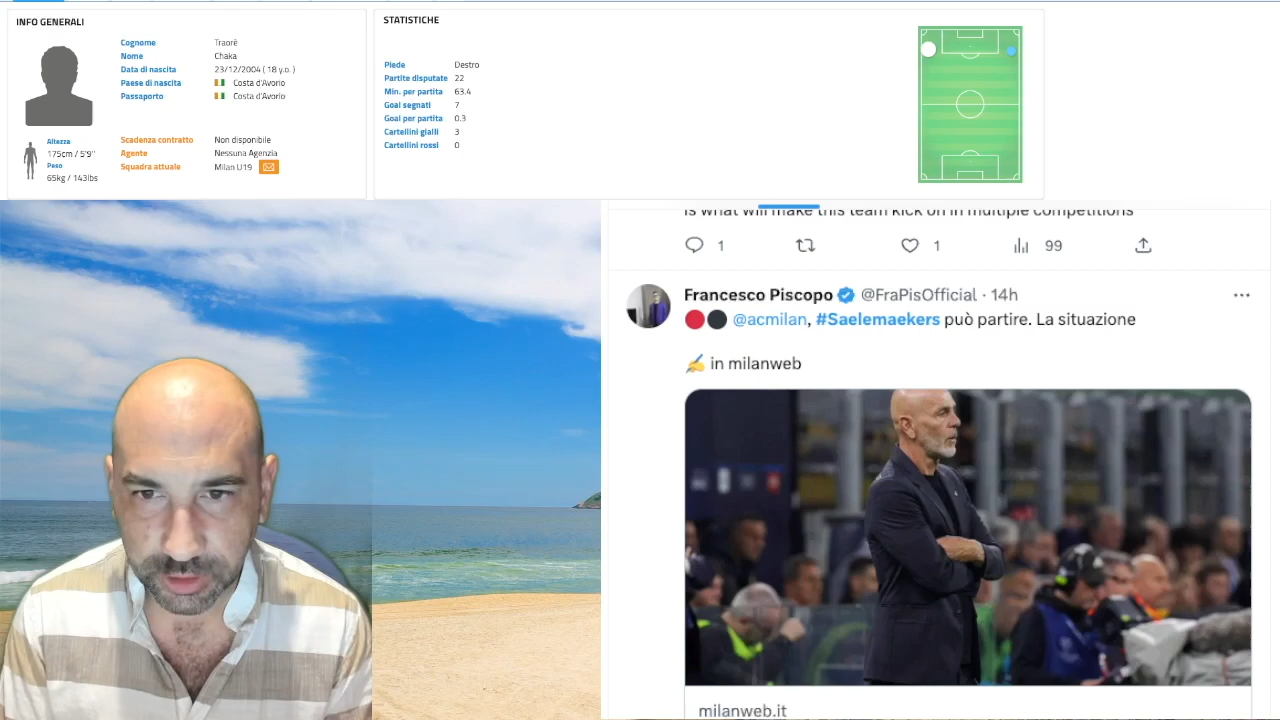 INFO GENERALI
Cognome Traorè
Nome Chaka
Data di nascita 23/12/2004 ( 18 y.o. )
Paese di nascita Costa d'Avorio
Passaporto Costa d'Avorio
Altezza
175cm / 5'9''
Peso
65kg / 143lbs
Scadenza contratto Non disponibile
Agente Nessuna Agenzia
Squadra attuale Milan U19
STATISTICHE
Piede Destro
Partite disputate 22
Min. per partita 63.4
Goal segnati 7
Goal per partita 0.3
Cartellini gialli 3
Cartellini rossi 0
is what will make this team kick on in multiple competitions
1 1 99
Francesco Piscopo @FraPisOfficial · 14h
🔴⚫ @acmilan, #Saelemaekers può partire. La situazione
✍️ in milanweb
milanweb.it